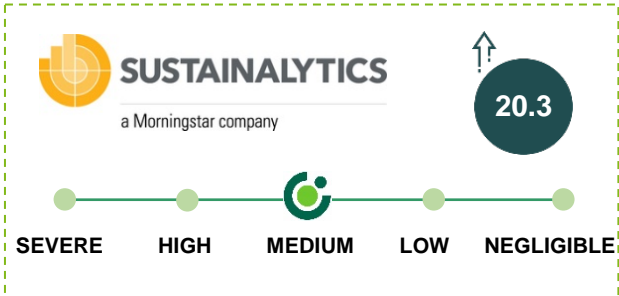 SUSTAINALYTICS
a Morningstar company
20.3
SEVERE HIGH MEDIUM LOW NEGLIGIBLE